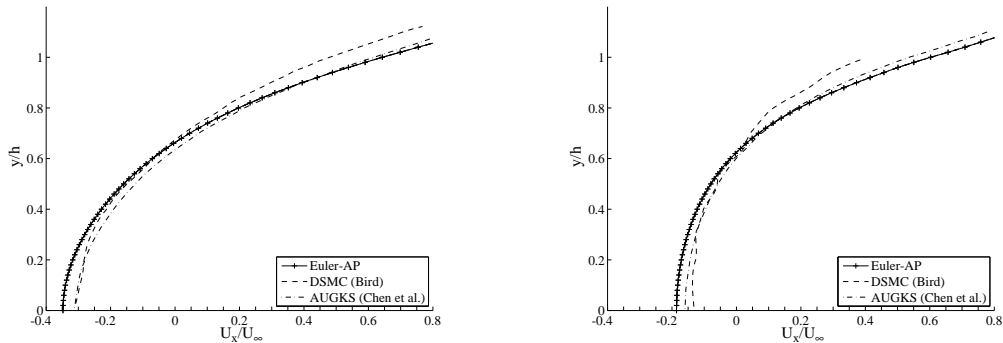 y/h
1
0.8
0.6
0.4
0.2
0
-0.4 -0.2 0 0.2 0.4 0.6 0.8
U_x/U_∞
Euler-AP
DSMC (Bird)
AUGKS (Chen et al.)
y/h
1
0.8
0.6
0.4
0.2
0
-0.4 -0.2 0 0.2 0.4 0.6 0.8
U_x/U_∞
Euler-AP
DSMC (Bird)
AUGKS (Chen et al.)